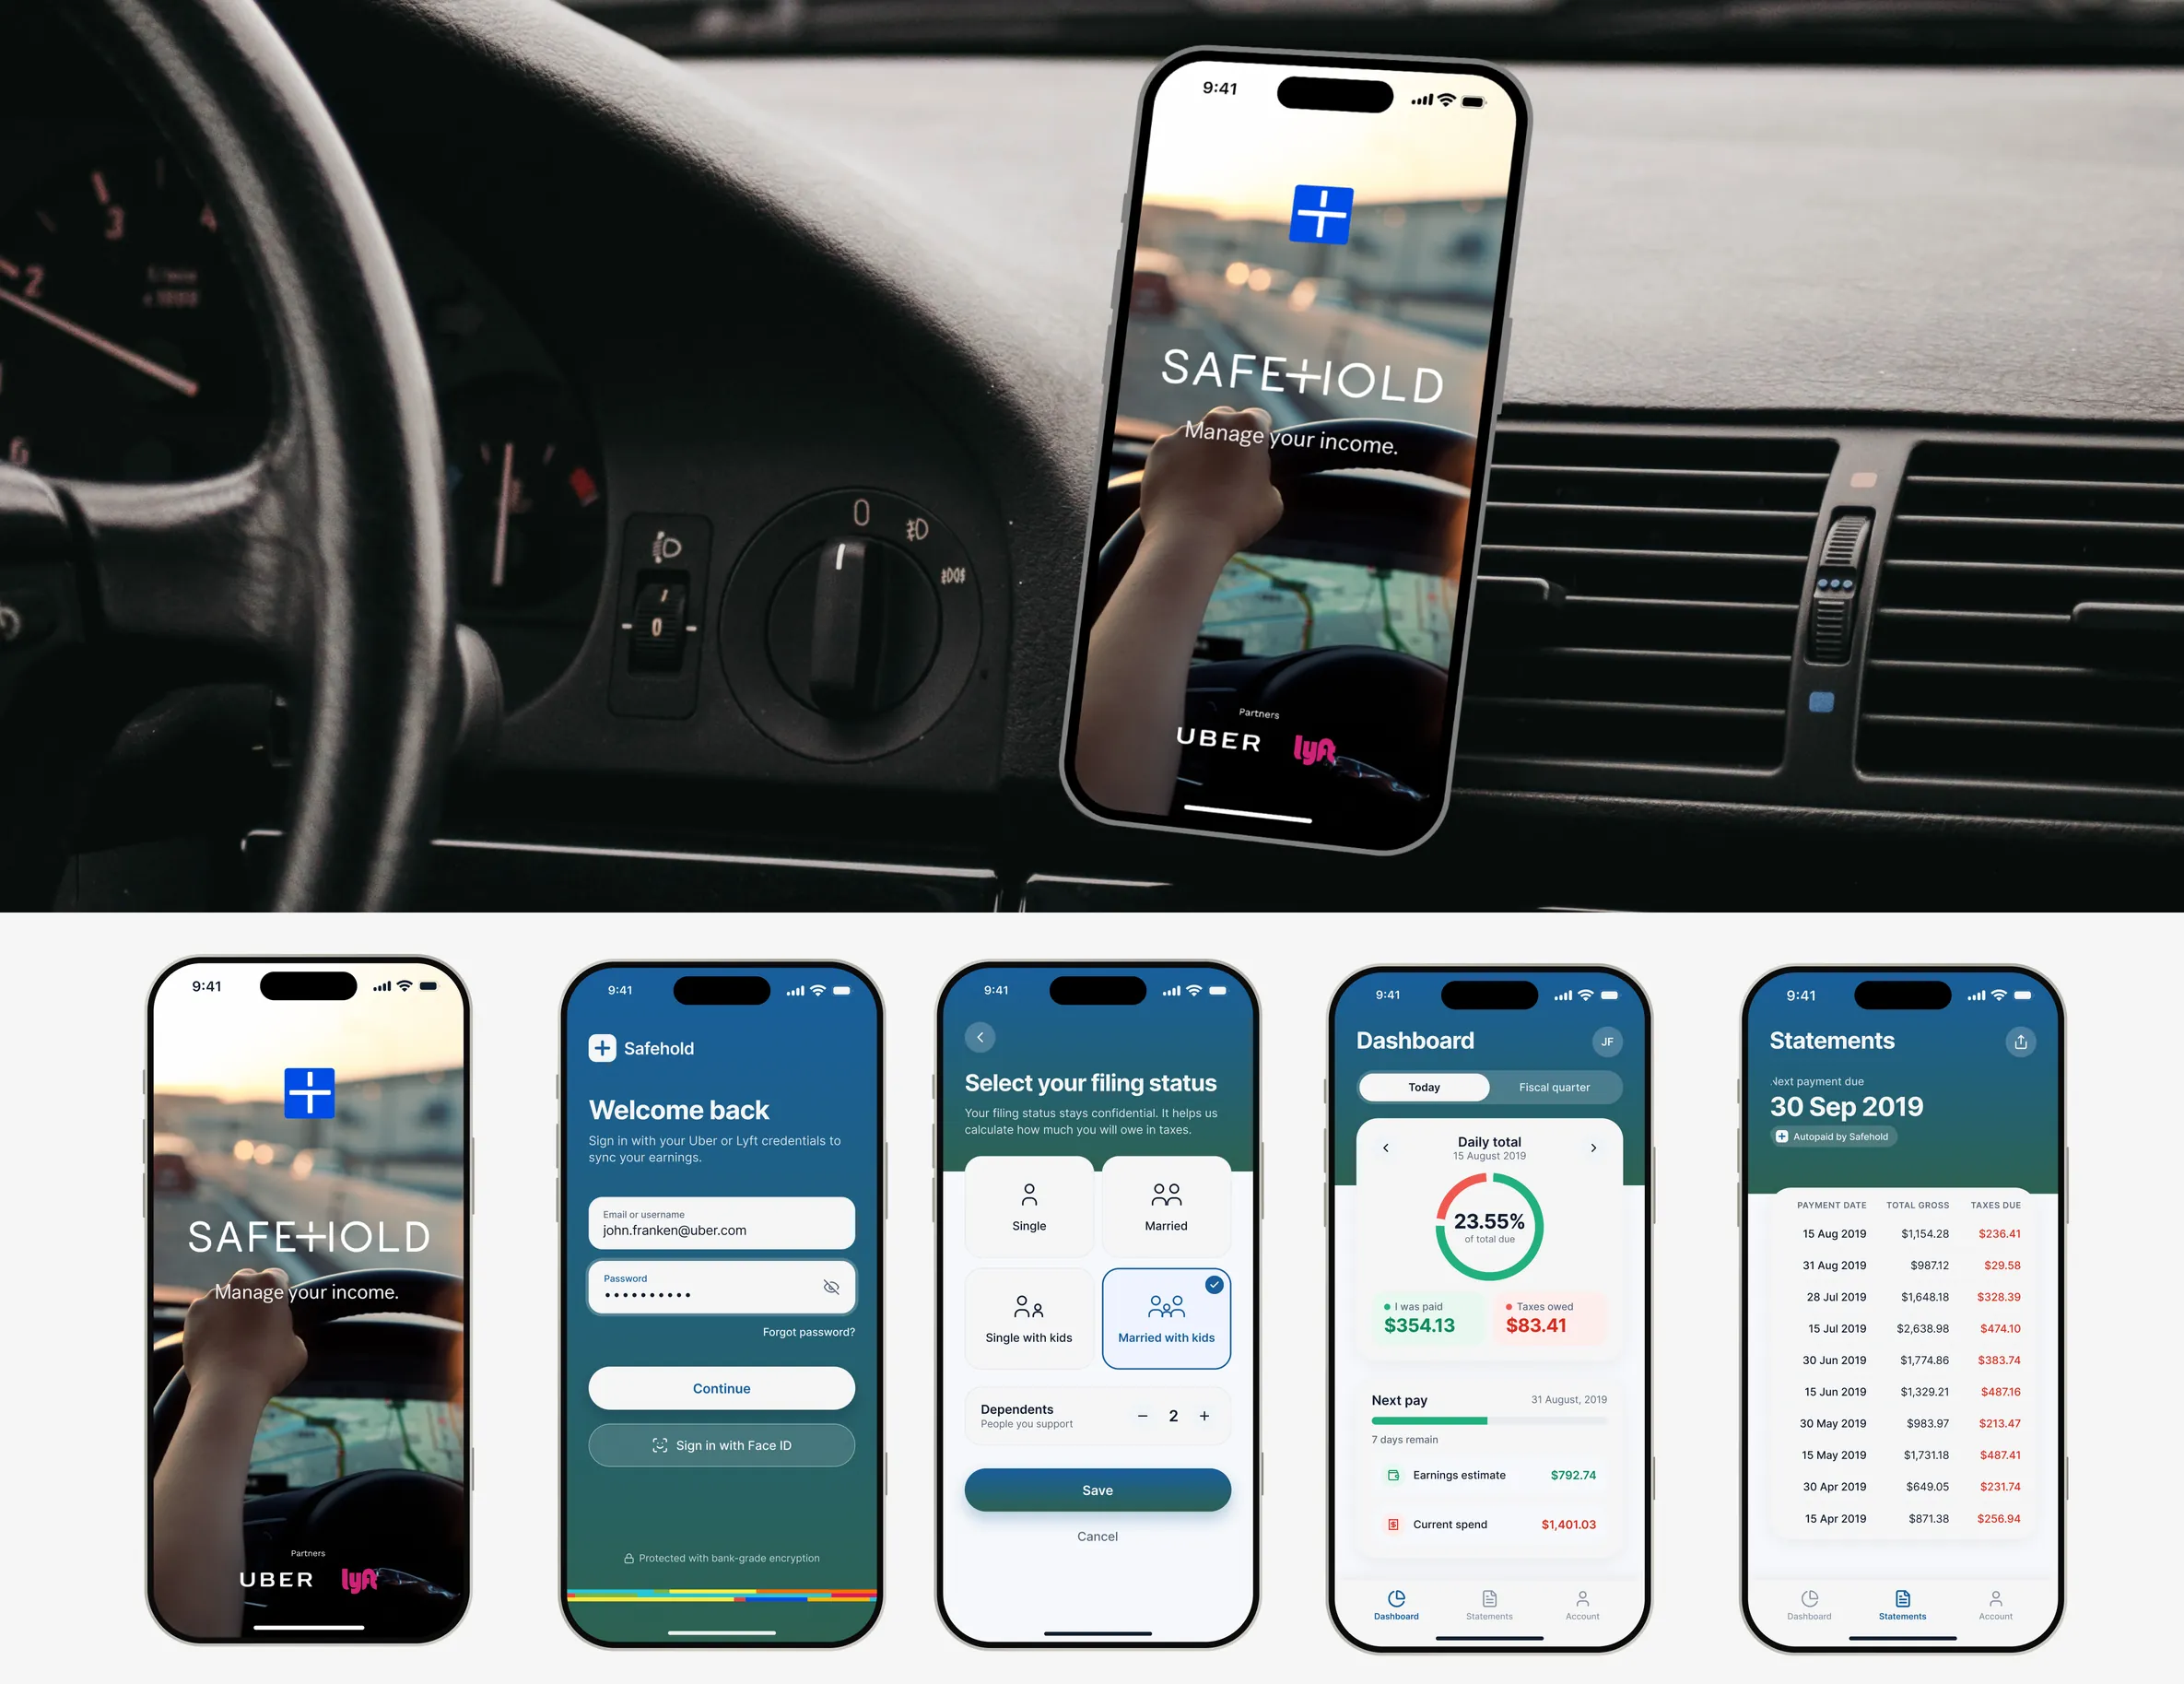 3
4
2
6
0
1
0
9:41
SAFEHOLD
Manage your income.
Partners
UBER
lyft
9:41
SAFEHOLD
Manage your income.
Partners
UBER
lyft
9:41
Safehold
Welcome back
Sign in with your Uber or Lyft credentials to
sync your earnings.
Email or username
john.franken@uber.com
Password
••••••••••
Forgot password?
Continue
Sign in with Face ID
Protected with bank-grade encryption
9:41
Select your filing status
Your filing status stays confidential. It helps us
calculate how much you will owe in taxes.
Single
Married
Single with kids
Married with kids
Dependents
People you support
− 2 +
Save
Cancel
9:41
Dashboard
JF
Today
Fiscal quarter
Daily total
15 August 2019
23.55%
of total due
I was paid
$354.13
Taxes owed
$83.41
Next pay
31 August, 2019
7 days remain
Earnings estimate $792.74
Current spend $1,401.03
Dashboard
Statements
Account
9:41
Statements
Next payment due
30 Sep 2019
Autopaid by Safehold
PAYMENT DATE TOTAL GROSS TAXES DUE
15 Aug 2019 $1,154.28 $236.41
31 Aug 2019 $987.12 $29.58
28 Jul 2019 $1,648.18 $328.39
15 Jul 2019 $2,638.98 $474.10
30 Jun 2019 $1,774.86 $383.74
15 Jun 2019 $1,329.21 $487.16
30 May 2019 $983.97 $213.47
15 May 2019 $1,731.18 $487.41
30 Apr 2019 $649.05 $231.74
15 Apr 2019 $871.38 $256.94
Dashboard
Statements
Account